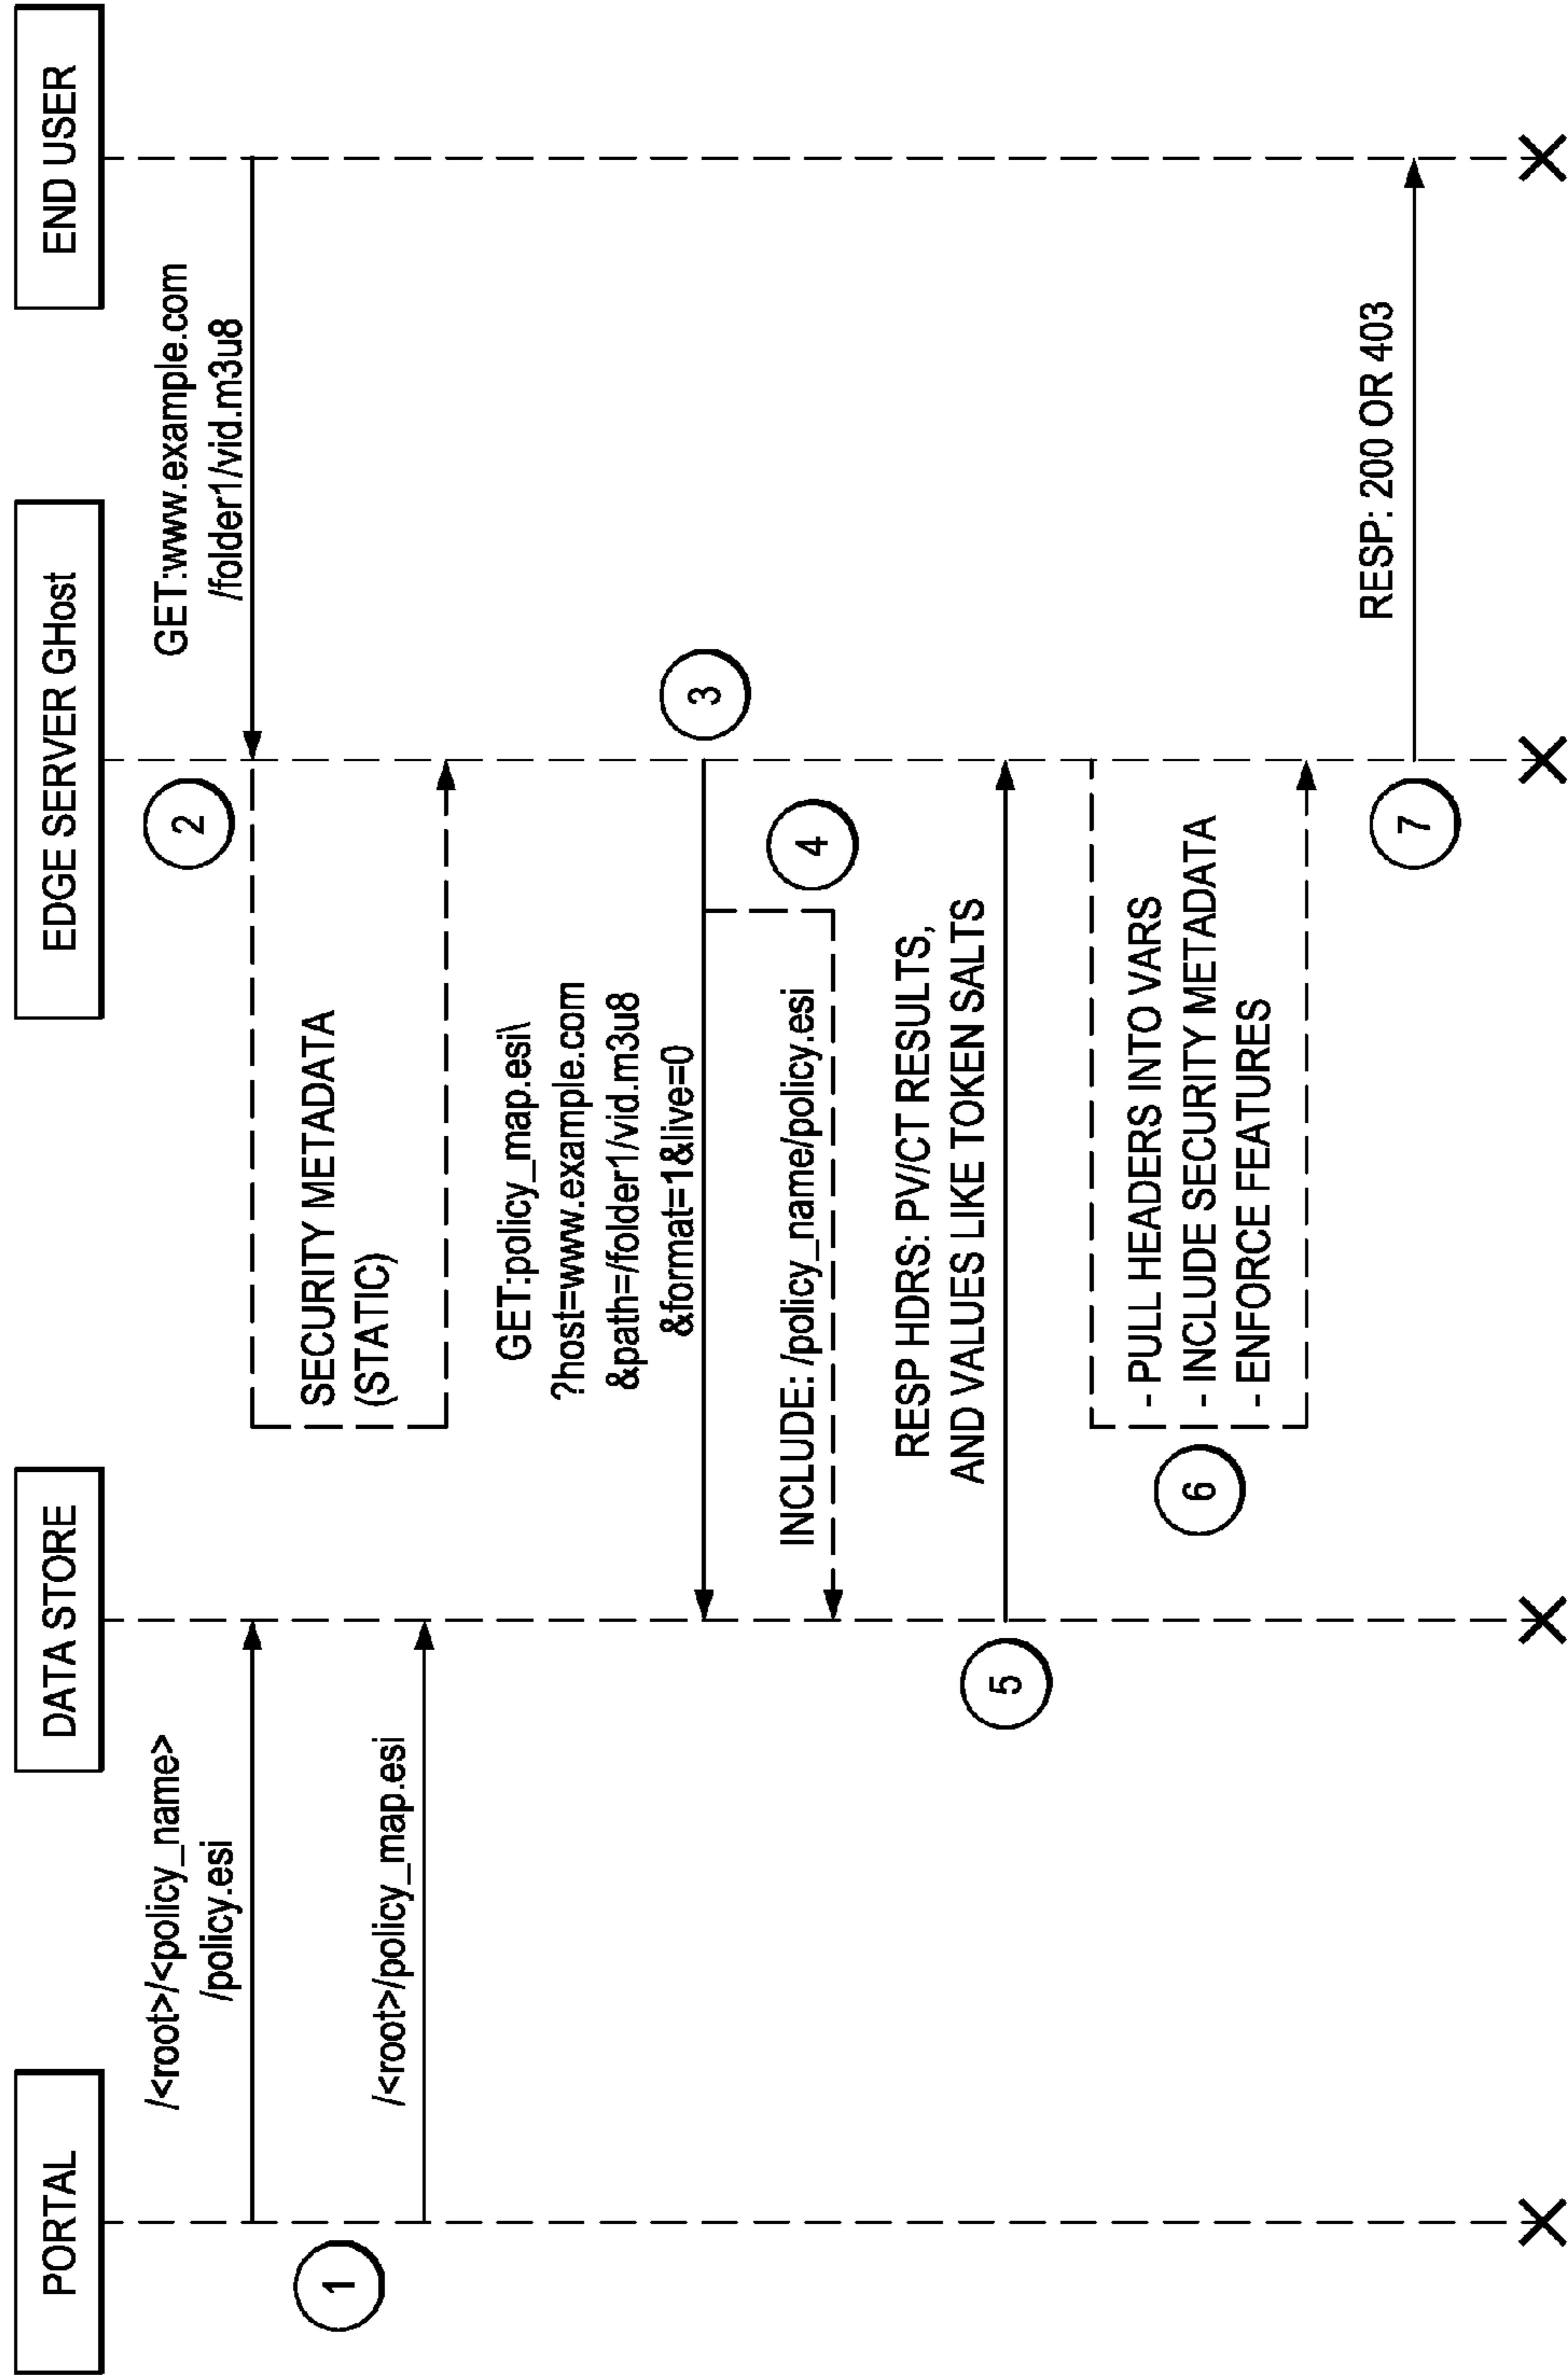 PORTAL
DATA STORE
EDGE SERVER GHost
END USER
1
/<root>/<policy_name>
/policy.esi
/<root>/policy_map.esi
2
GET:www.example.com
/folder1/vid.m3u8
SECURITY METADATA
(STATIC)
3
GET:policy_map.esi\
?host=www.example.com
&path=/folder1/vid.m3u8
&format=1&live=0
4
INCLUDE: /policy_name/policy.esi
5
RESP HDRS: PV/CT RESULTS,
AND VALUES LIKE TOKEN SALTS
6
- PULL HEADERS INTO VARS
- INCLUDE SECURITY METADATA
- ENFORCE FEATURES
7
RESP: 200 OR 403